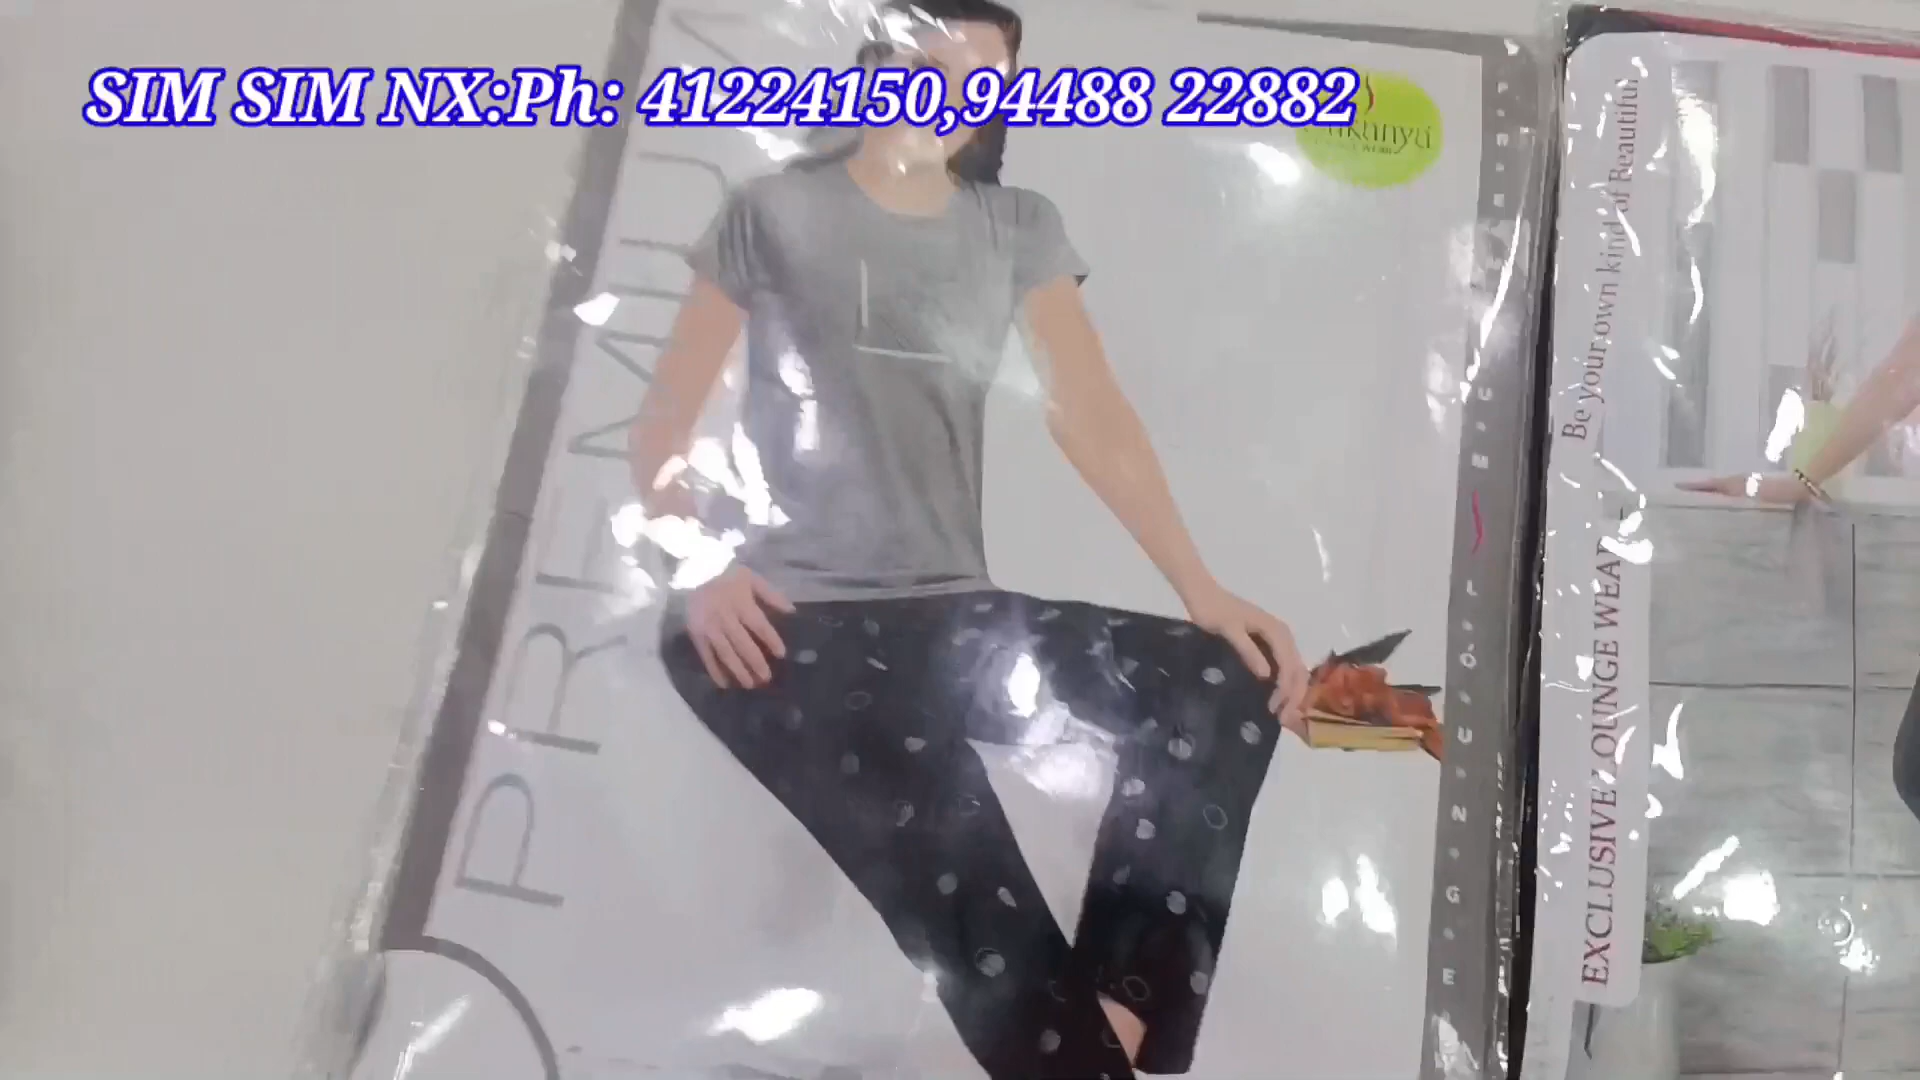 SIM SIM NX:Ph: 41224150,94488 22882
PREMIUM
Be your own kind of Beautiful
EXCLUSIVE LOUNGE WEAR